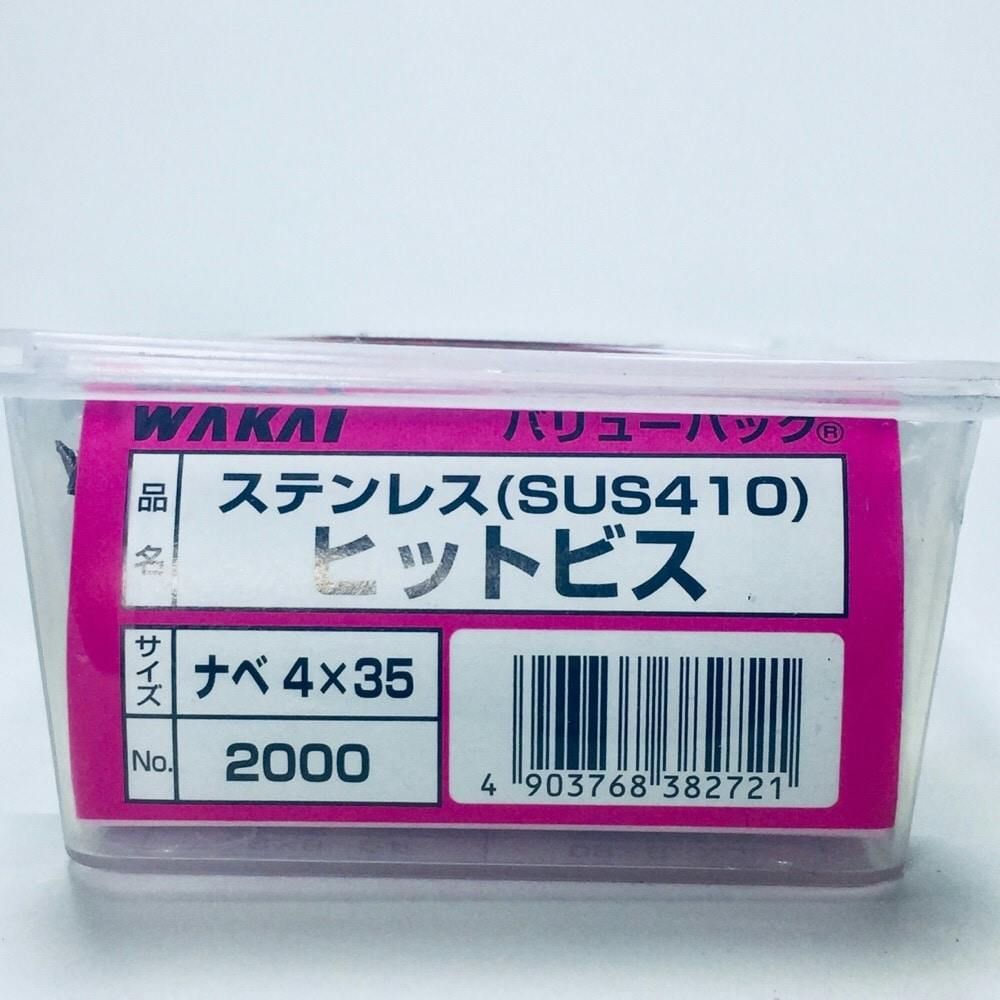 WAKAI バリューパック®
品名 ステンレス(SUS410)
ヒットビス
サイズ ナベ 4×35
No. 2000
4 903768 382721